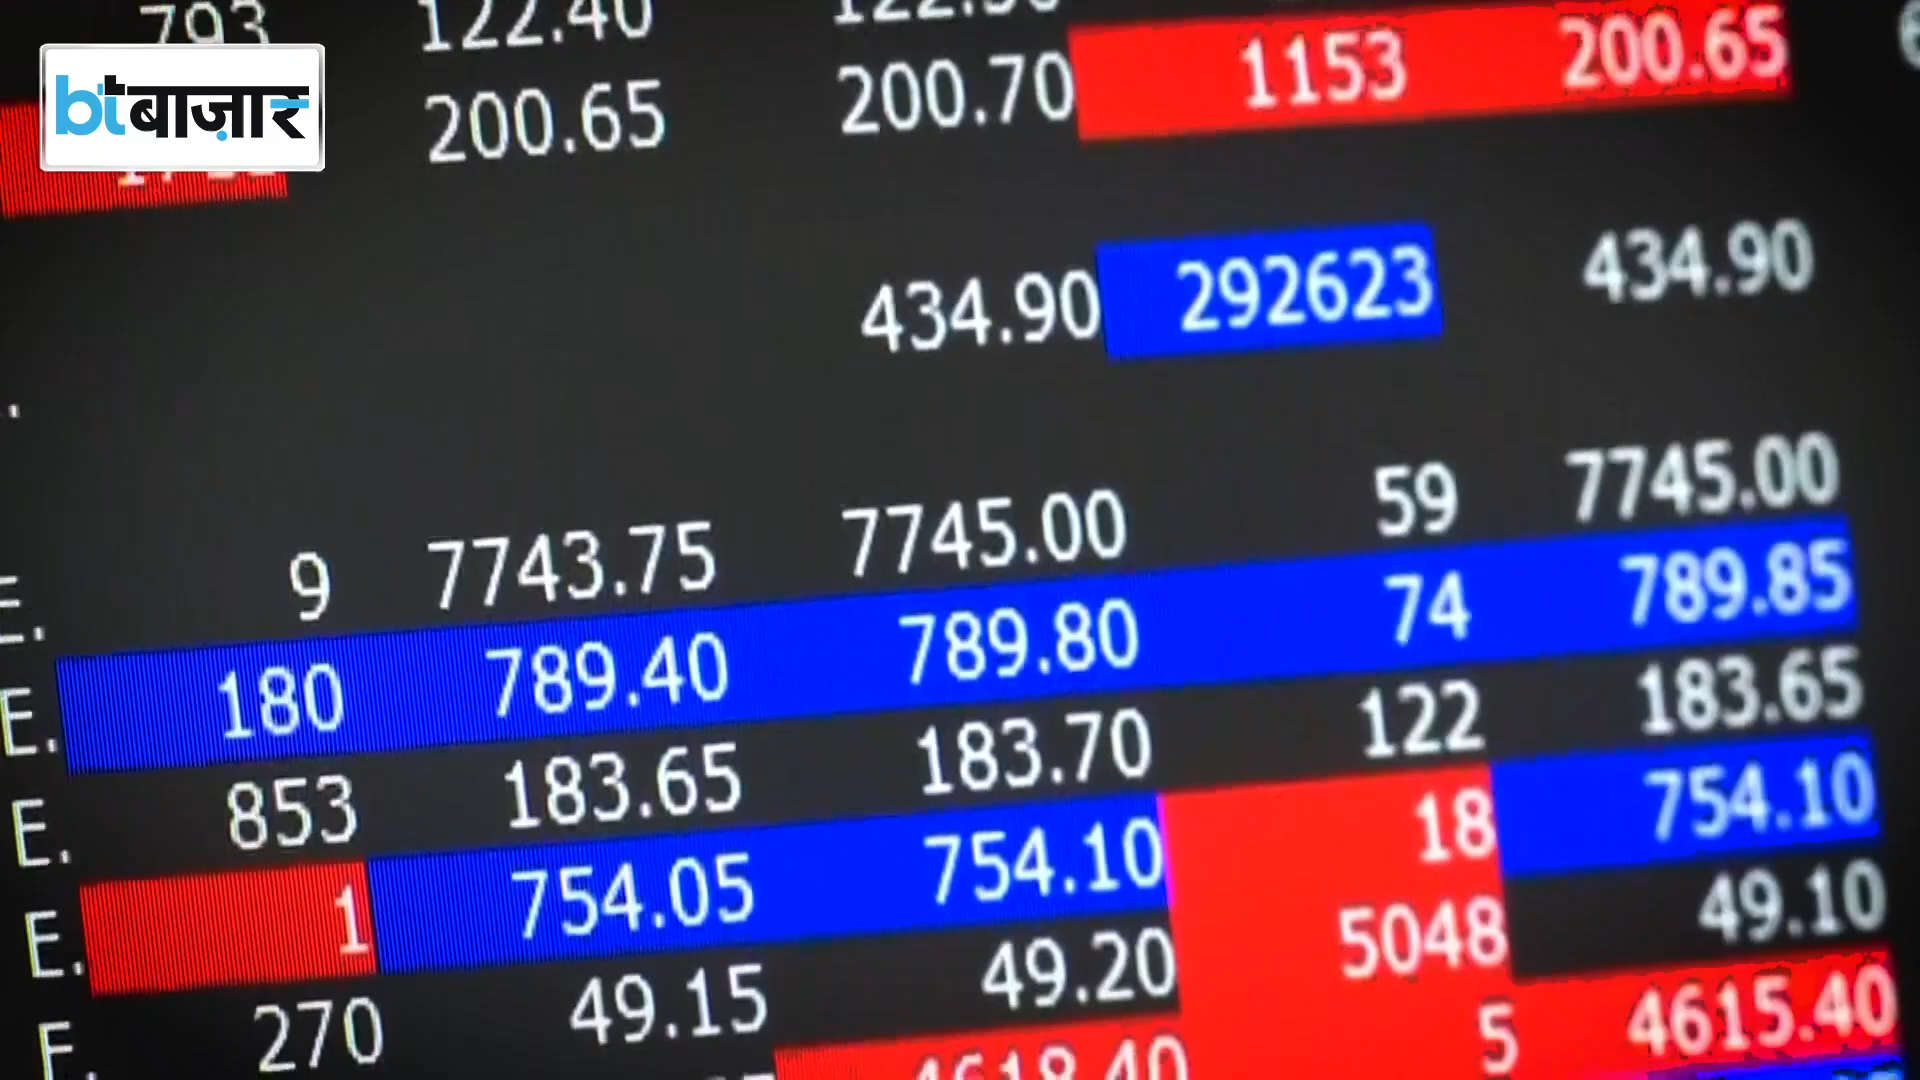 bt बाज़ार
793 122.40
200.65 200.70 1153 200.65
434.90 292623 434.90
9 7743.75 7745.00 59 7745.00
E. 180 789.40 789.80 74 789.85
E. 853 183.65 183.70 122 183.65
E. 1 754.05 754.10 18 754.10
270 49.15 49.20 5048 49.10
4618.40 5 4615.40